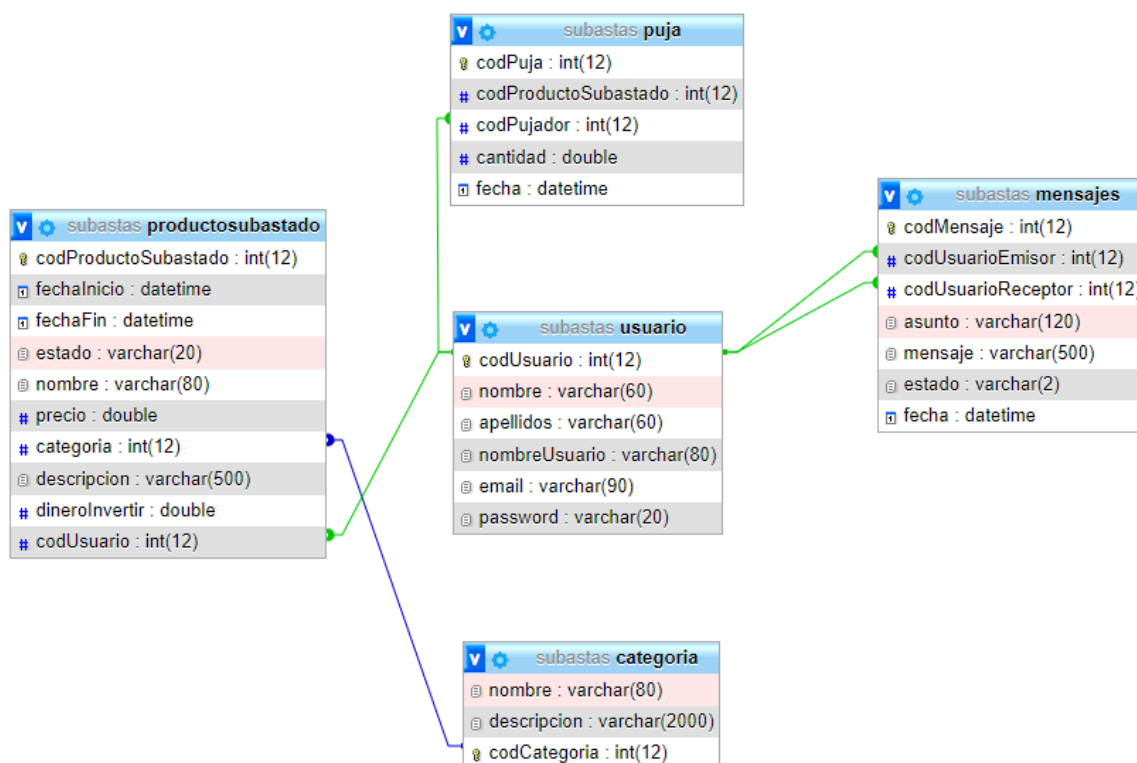 subastas puja
codPuja : int(12)
codProductoSubastado : int(12)
codPujador : int(12)
cantidad : double
fecha : datetime
subastas mensajes
codMensaje : int(12)
codUsuarioEmisor : int(12)
codUsuarioReceptor : int(12)
asunto : varchar(120)
mensaje : varchar(500)
estado : varchar(2)
fecha : datetime
subastas productosubastado
codProductoSubastado : int(12)
fechaInicio : datetime
fechaFin : datetime
estado : varchar(20)
nombre : varchar(80)
precio : double
categoria : int(12)
descripcion : varchar(500)
dineroInvertir : double
codUsuario : int(12)
subastas usuario
codUsuario : int(12)
nombre : varchar(60)
apellidos : varchar(60)
nombreUsuario : varchar(80)
email : varchar(90)
password : varchar(20)
subastas categoria
nombre : varchar(80)
descripcion : varchar(2000)
codCategoria : int(12)